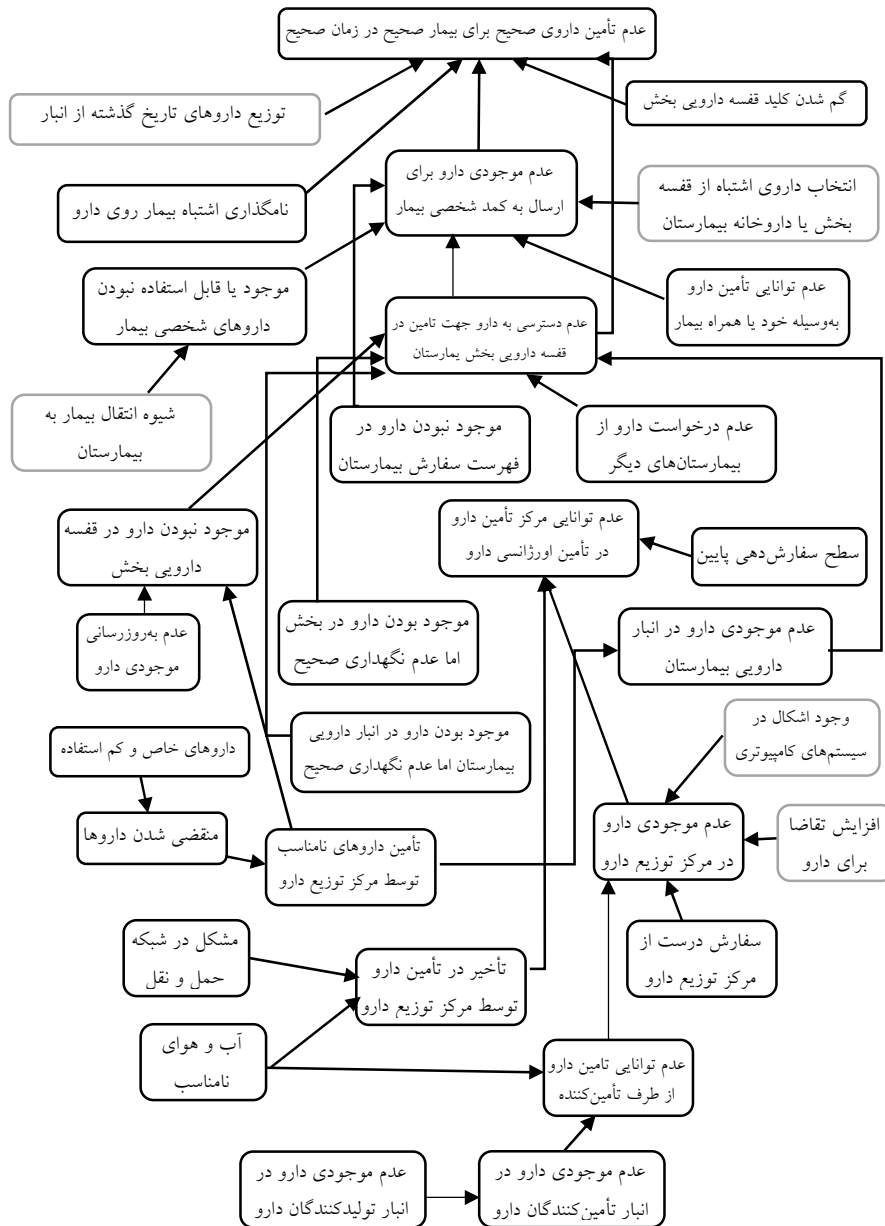 عدم تأمین داروی صحیح برای بیمار صحیح در زمان صحیح
گم شدن کلید قفسه دارویی بخش
توزیع داروهای تاریخ گذشته از انبار
عدم موجودی دارو برای
ارسال به کمد شخصی بیمار
انتخاب داروی اشتباه از قفسه
بخش یا داروخانه بیمارستان
نامگذاری اشتباه بیمار روی دارو
عدم توانایی تأمین دارو
به‌وسیله خود یا همراه بیمار
موجود یا قابل استفاده نبودن
داروهای شخصی بیمار
عدم دسترسی به دارو جهت تامین در
قفسه دارویی بخش یمارستان
شیوه انتقال بیمار به
بیمارستان
عدم درخواست دارو از
بیمارستان‌های دیگر
موجود نبودن دارو در
فهرست سفارش بیمارستان
عدم توانایی مرکز تأمین دارو
در تأمین اورژانسی دارو
موجود نبودن دارو در قفسه
دارویی بخش
سطح سفارش‌دهی پایین
عدم به‌روزرسانی
موجودی دارو
موجود بودن دارو در بخش
اما عدم نگهداری صحیح
عدم موجودی دارو در انبار
دارویی بیمارستان
وجود اشکال در
سیستم‌های کامپیوتری
موجود بودن دارو در انبار دارویی
بیمارستان اما عدم نگهداری صحیح
داروهای خاص و کم استفاده
منقضی شدن داروها
تأمین داروهای نامناسب
توسط مرکز توزیع دارو
عدم موجودی دارو
در مرکز توزیع دارو
افزایش تقاضا
برای دارو
سفارش درست از
مرکز توزیع دارو
مشکل در شبکه
حمل و نقل
تأخیر در تأمین دارو
توسط مرکز توزیع دارو
آب و هوای
نامناسب
عدم توانایی تامین دارو
از طرف تأمین‌کننده
عدم موجودی دارو در
انبار تأمین‌کنندگان دارو
عدم موجودی دارو در
انبار تولیدکنندگان دارو